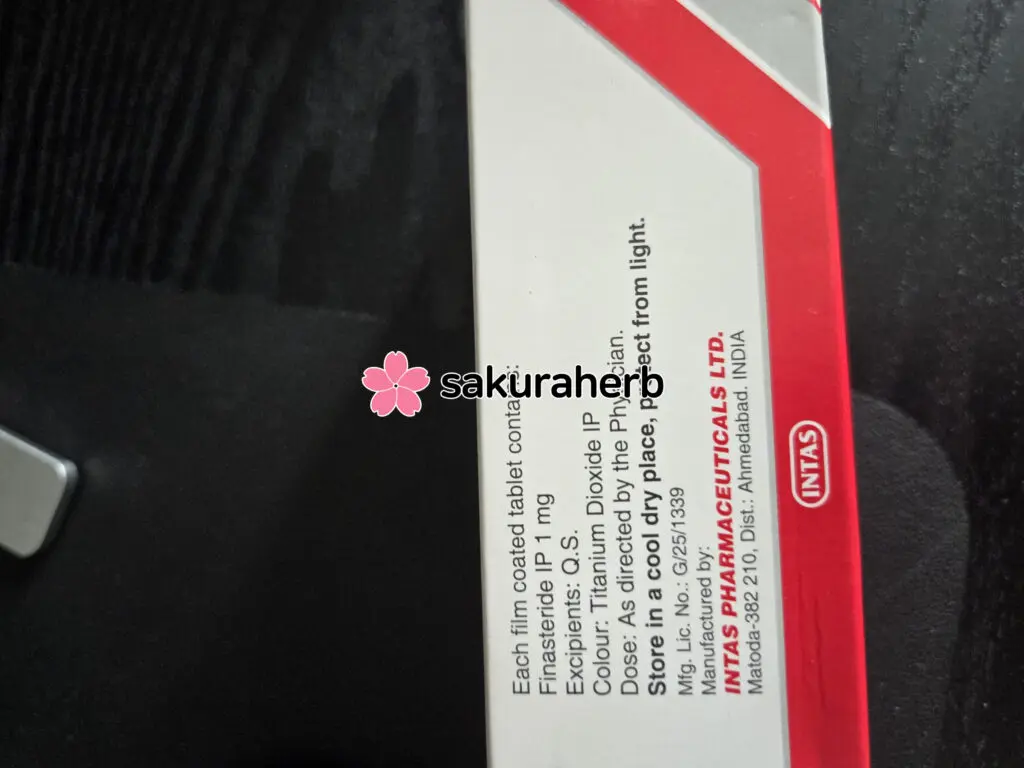 Each film coated tablet contains:
Finasteride IP 1 mg
Excipients: Q.S.
Colour: Titanium Dioxide IP
Dose: As directed by the Physician.
Store in a cool dry place, protect from light.
Mfg. Lic. No.: G/25/1339
Manufactured by:
INTAS PHARMACEUTICALS LTD.
Matoda-382 210, Dist.: Ahmedabad. INDIA
INTAS
sakuraherb